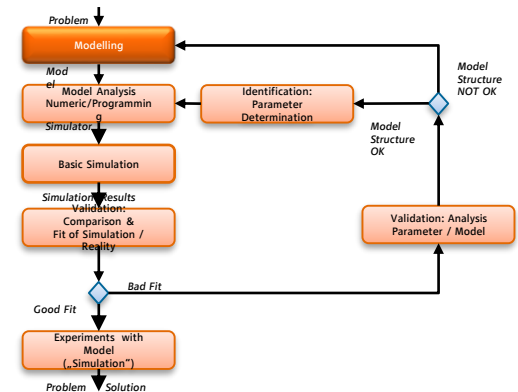 Problem
Modelling
Mod
el
Model Analysis
Numeric/Programmin
g
Identification:
Parameter
Determination
Model
Structure
NOT OK
Model
Structure
OK
Simulator
Basic Simulation
Simulation Results
Validation:
Comparison &
Fit of Simulation /
Reality
Validation: Analysis
Parameter / Model
Bad Fit
Good Fit
Experiments with
Model
(„Simulation“)
Problem Solution